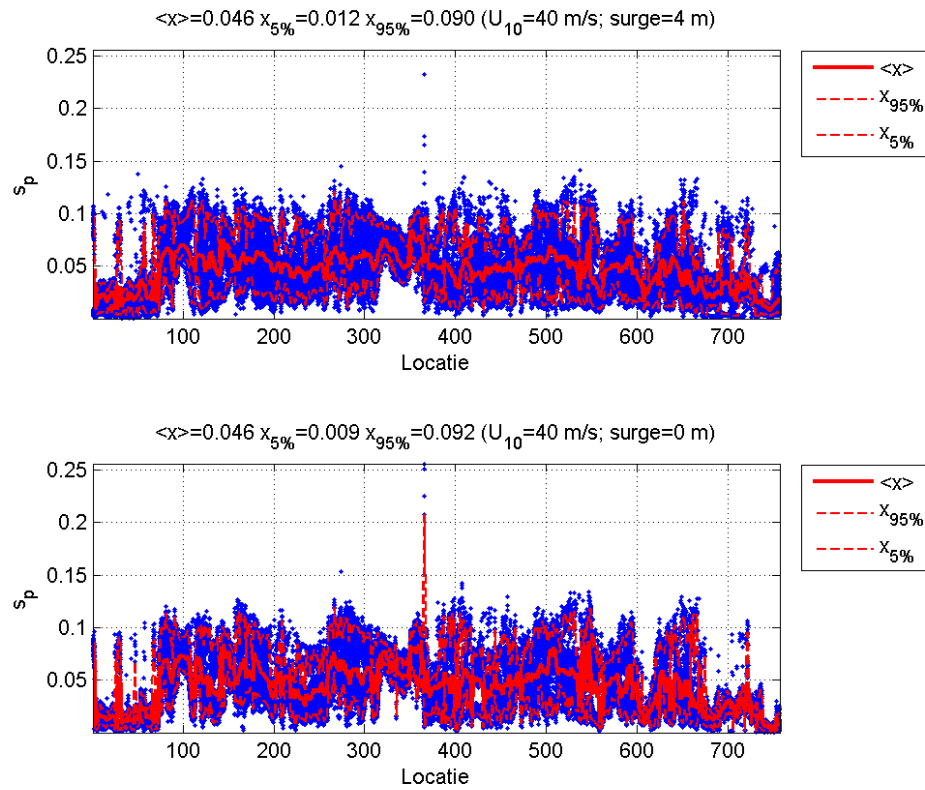 <x>=0.046 x5%=0.012 x95%=0.090 (U10=40 m/s; surge=4 m)
0.25
0.2
0.15
0.1
0.05
sp
100 200 300 400 500 600 700
Locatie
<x>
x95%
x5%
<x>=0.046 x5%=0.009 x95%=0.092 (U10=40 m/s; surge=0 m)
0.25
0.2
0.15
0.1
0.05
sp
100 200 300 400 500 600 700
Locatie
<x>
x95%
x5%